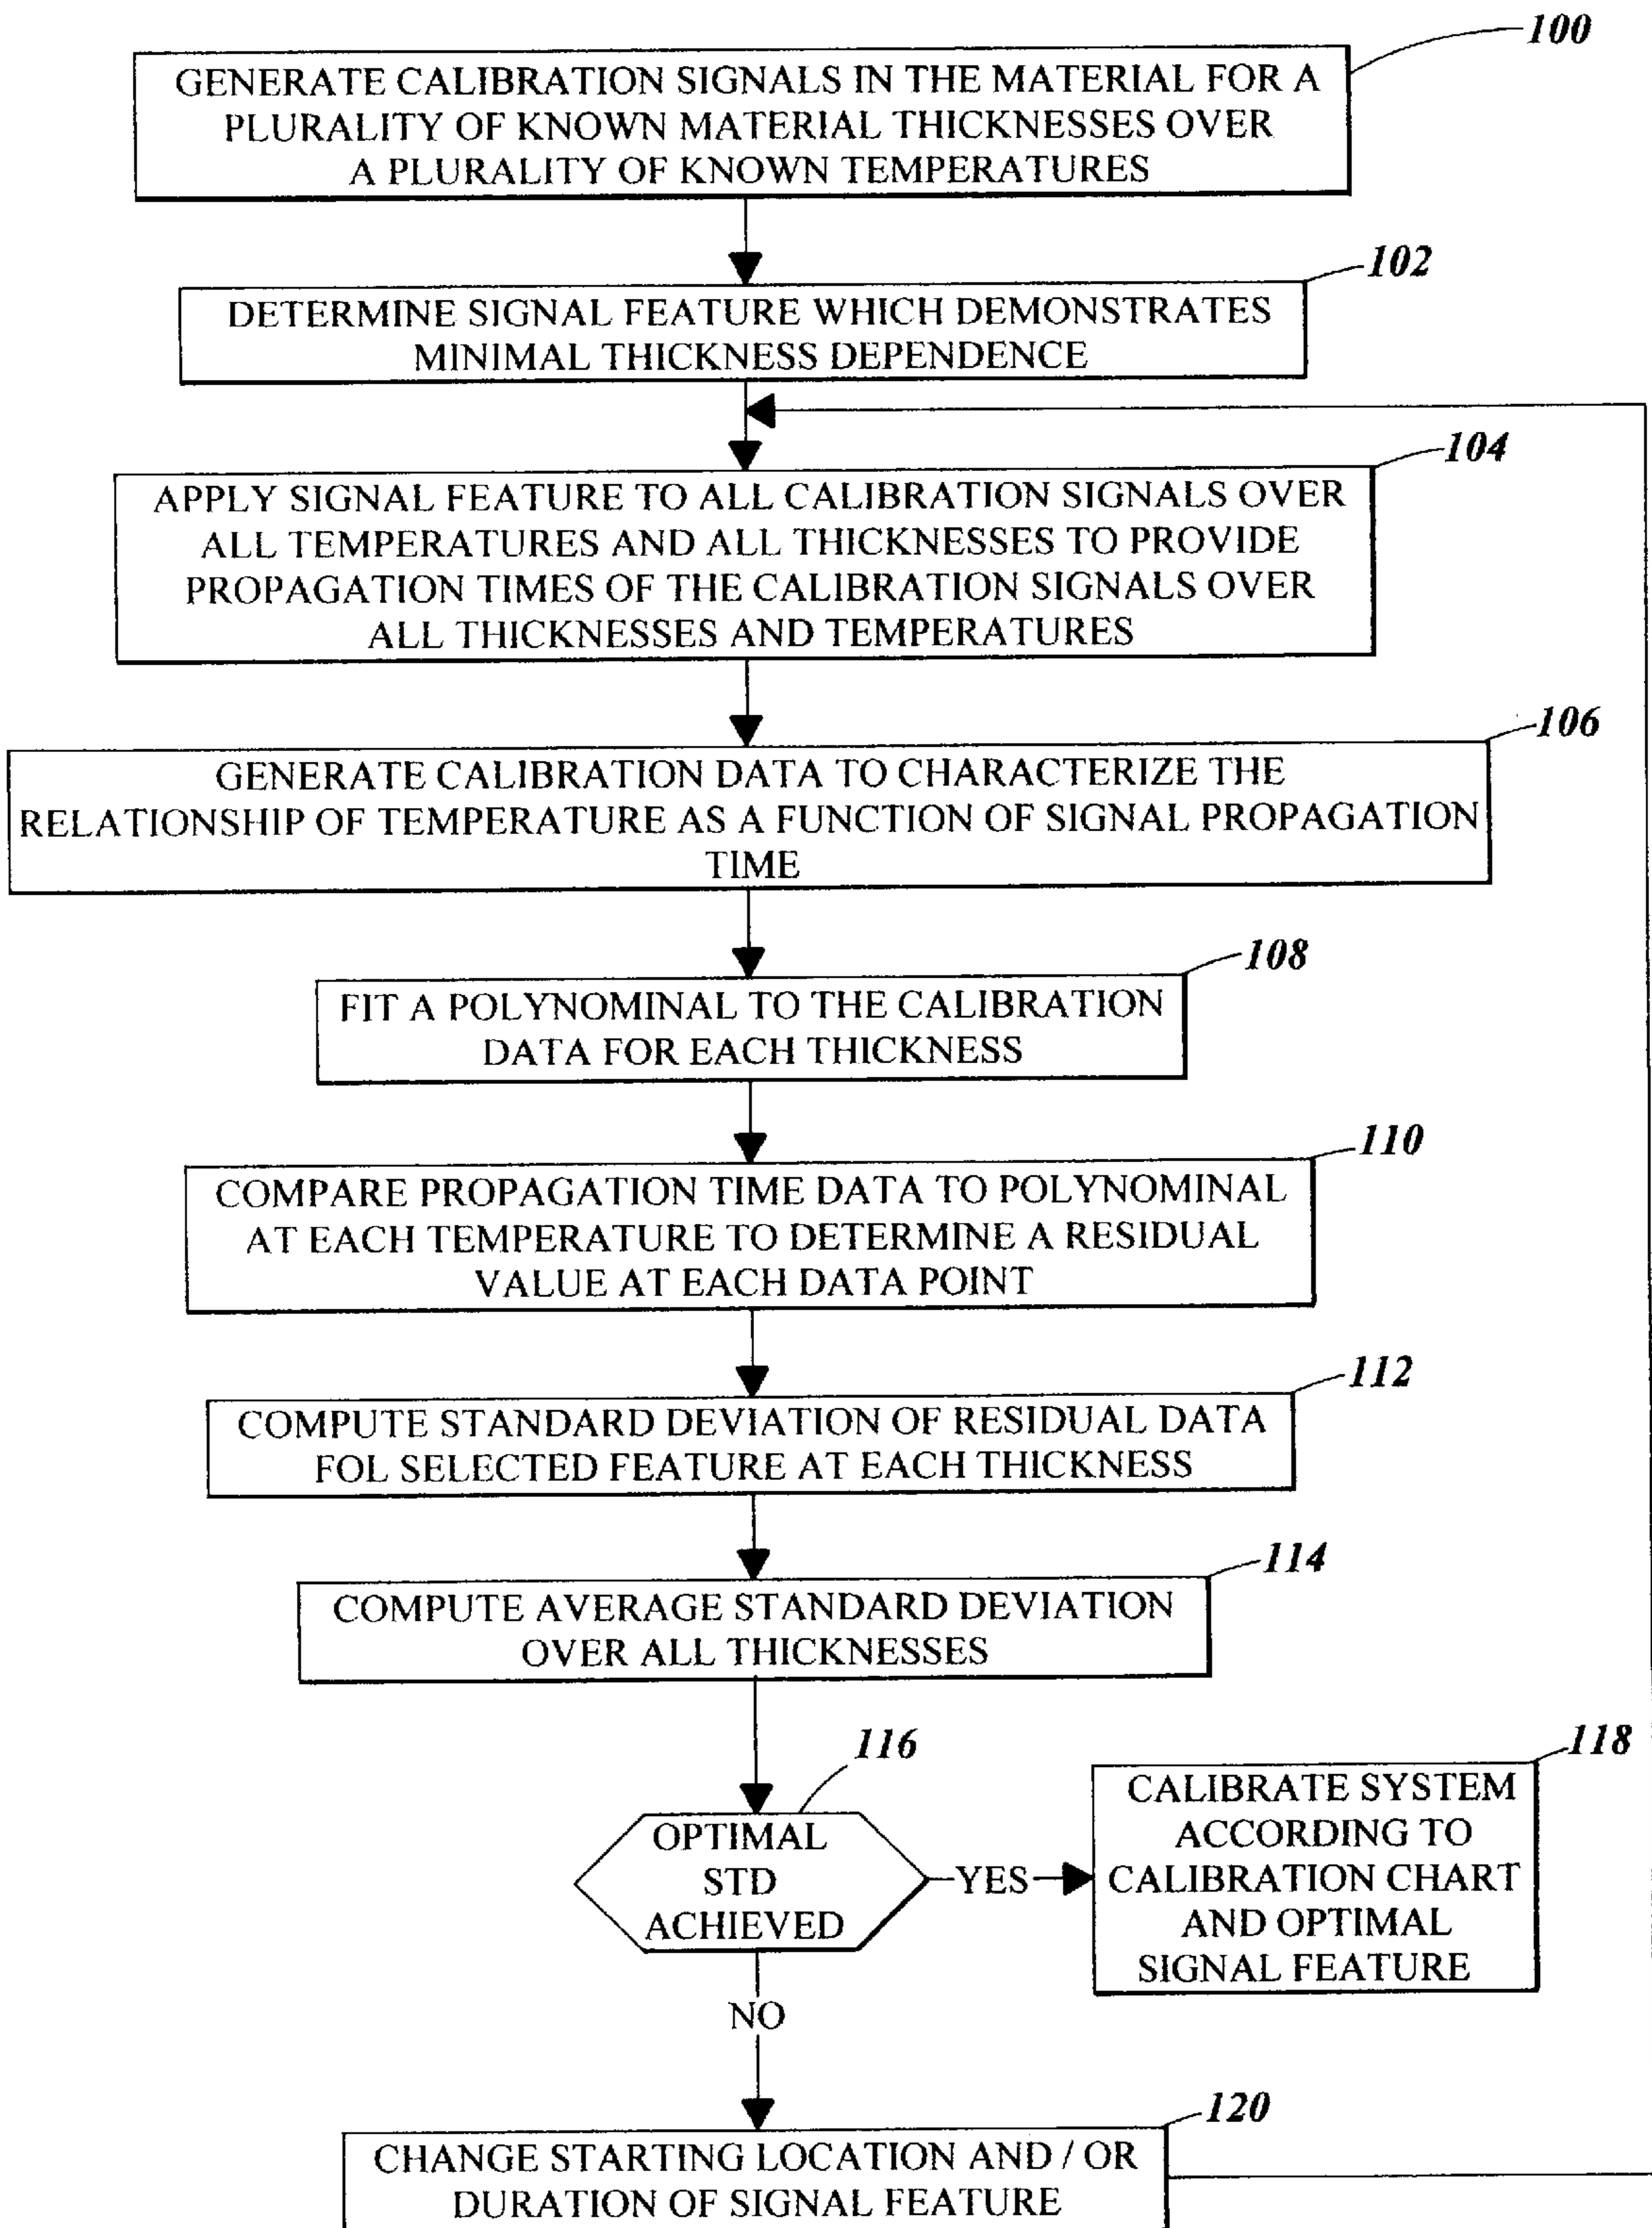 100
GENERATE CALIBRATION SIGNALS IN THE MATERIAL FOR A
PLURALITY OF KNOWN MATERIAL THICKNESSES OVER
A PLURALITY OF KNOWN TEMPERATURES
102
DETERMINE SIGNAL FEATURE WHICH DEMONSTRATES
MINIMAL THICKNESS DEPENDENCE
104
APPLY SIGNAL FEATURE TO ALL CALIBRATION SIGNALS OVER
ALL TEMPERATURES AND ALL THICKNESSES TO PROVIDE
PROPAGATION TIMES OF THE CALIBRATION SIGNALS OVER
ALL THICKNESSES AND TEMPERATURES
106
GENERATE CALIBRATION DATA TO CHARACTERIZE THE
RELATIONSHIP OF TEMPERATURE AS A FUNCTION OF SIGNAL PROPAGATION
TIME
108
FIT A POLYNOMINAL TO THE CALIBRATION
DATA FOR EACH THICKNESS
110
COMPARE PROPAGATION TIME DATA TO POLYNOMINAL
AT EACH TEMPERATURE TO DETERMINE A RESIDUAL
VALUE AT EACH DATA POINT
112
COMPUTE STANDARD DEVIATION OF RESIDUAL DATA
FOL SELECTED FEATURE AT EACH THICKNESS
114
COMPUTE AVERAGE STANDARD DEVIATION
OVER ALL THICKNESSES
116
OPTIMAL
STD
ACHIEVED
YES
118
CALIBRATE SYSTEM
ACCORDING TO
CALIBRATION CHART
AND OPTIMAL
SIGNAL FEATURE
NO
120
CHANGE STARTING LOCATION AND / OR
DURATION OF SIGNAL FEATURE